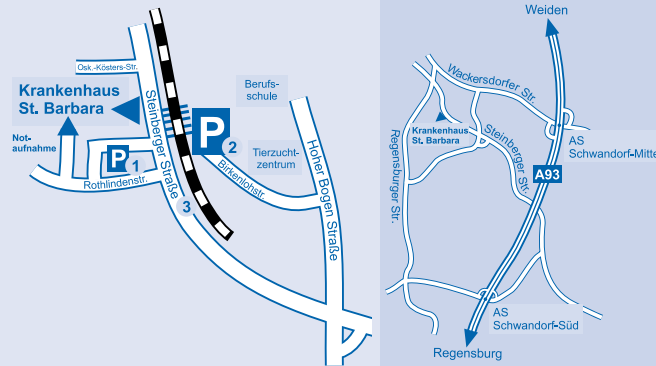 Osk.-Kösters-Str.
Krankenhaus
St. Barbara
Not-
aufnahme
P
1
Rothlindenstr.
Steinberger Straße
3
P
2
Berufs-
schule
Tierzucht-
zentrum
Birkenlohstr.
Hoher Bogen Straße
Weiden
Wackersdorfer Str.
Krankenhaus
St. Barbara
Steinberger Str.
Regensburger Str.
AS
Schwandorf-Mitte
A93
AS
Schwandorf-Süd
Regensburg